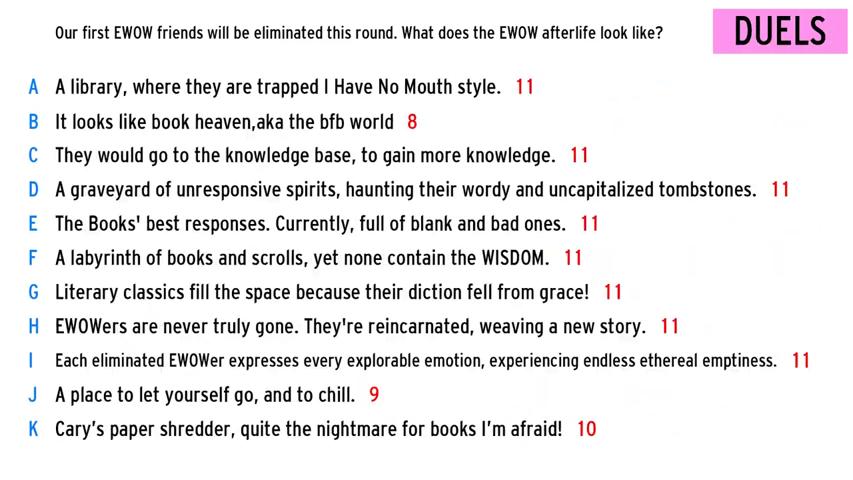 Our first EWOW friends will be eliminated this round. What does the EWOW afterlife look like?
DUELS
A A library, where they are trapped I Have No Mouth style. 11
B It looks like book heaven,aka the bfb world 8
C They would go to the knowledge base, to gain more knowledge. 11
D A graveyard of unresponsive spirits, haunting their wordy and uncapitalized tombstones. 11
E The Books' best responses. Currently, full of blank and bad ones. 11
F A labyrinth of books and scrolls, yet none contain the WISDOM. 11
G Literary classics fill the space because their diction fell from grace! 11
H EWOWers are never truly gone. They're reincarnated, weaving a new story. 11
I Each eliminated EWOWer expresses every explorable emotion, experiencing endless ethereal emptiness. 11
J A place to let yourself go, and to chill. 9
K Cary's paper shredder, quite the nightmare for books I'm afraid! 10